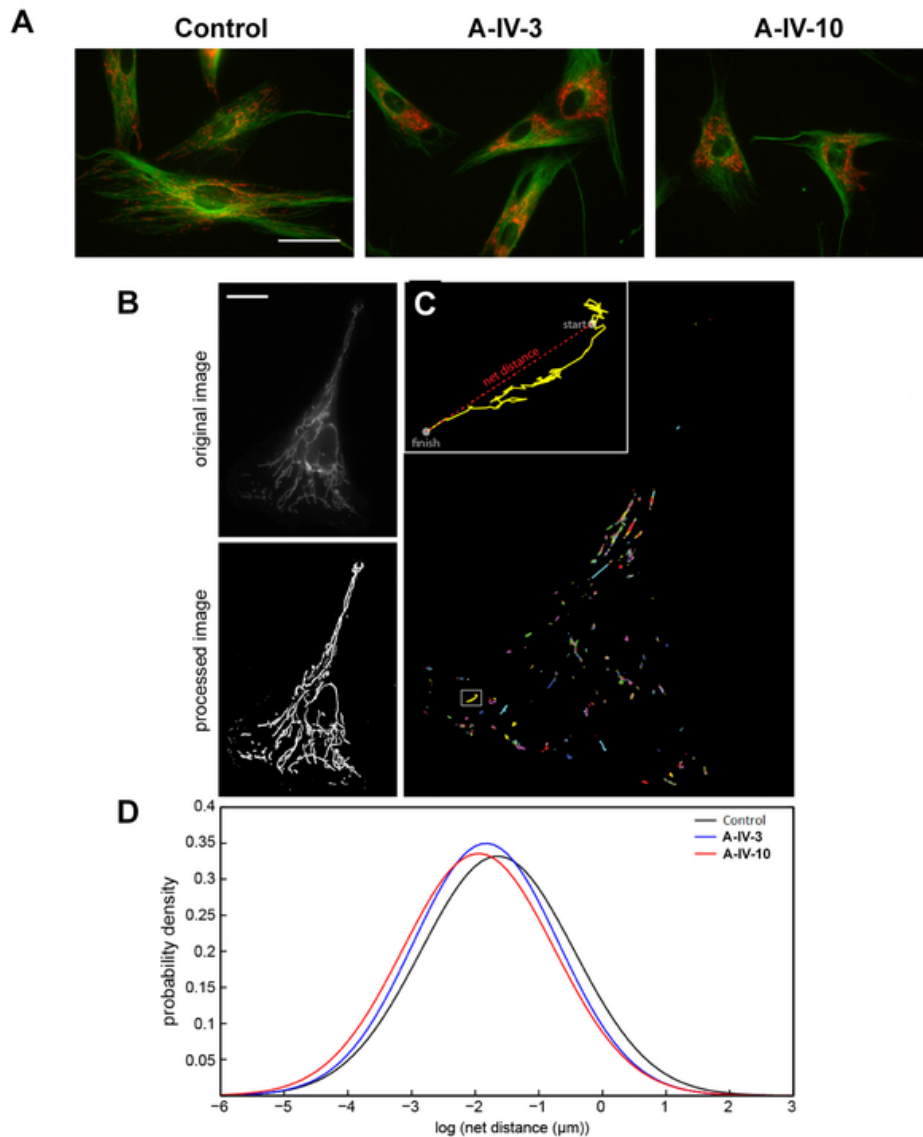 A
Control
A-IV-3
A-IV-10
B
original image
processed image
C
start
net distance
finish
D
probability density
0.4
0.35
0.3
0.25
0.2
0.15
0.1
0.05
Control
A-IV-3
A-IV-10
−6 −5 −4 −3 −2 −1 0 1 2 3
log (net distance (μm))